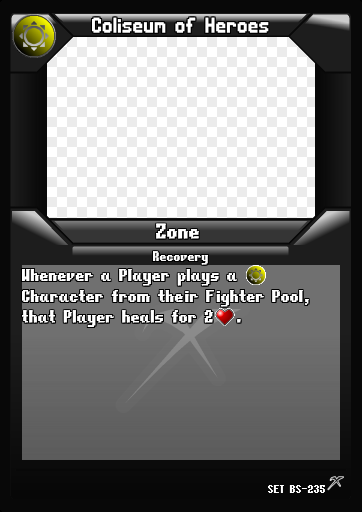 Coliseum of Heroes
Zone
Recovery
Whenever a Player plays a
Character from their Fighter Pool,
that Player heals for 2.
SET BS-235